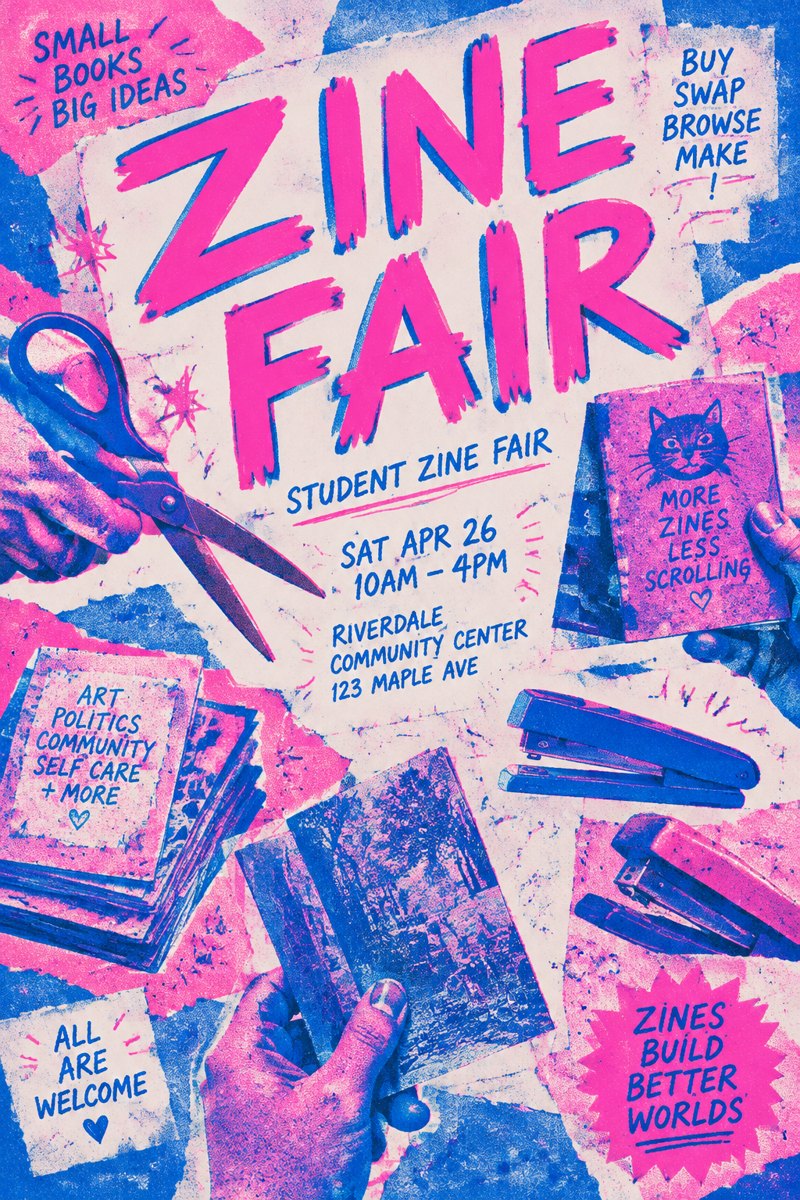 SMALL
BOOKS
BIG IDEAS
BUY
SWAP
BROWSE
MAKE
!
ZINE
FAIR
STUDENT ZINE FAIR
SAT APR 26
10AM – 4PM
RIVERDALE
COMMUNITY CENTER
123 MAPLE AVE
MORE
ZINES
LESS
SCROLLING
ART
POLITICS
COMMUNITY
SELF CARE
+ MORE
ALL
ARE
WELCOME
ZINES
BUILD
BETTER
WORLDS